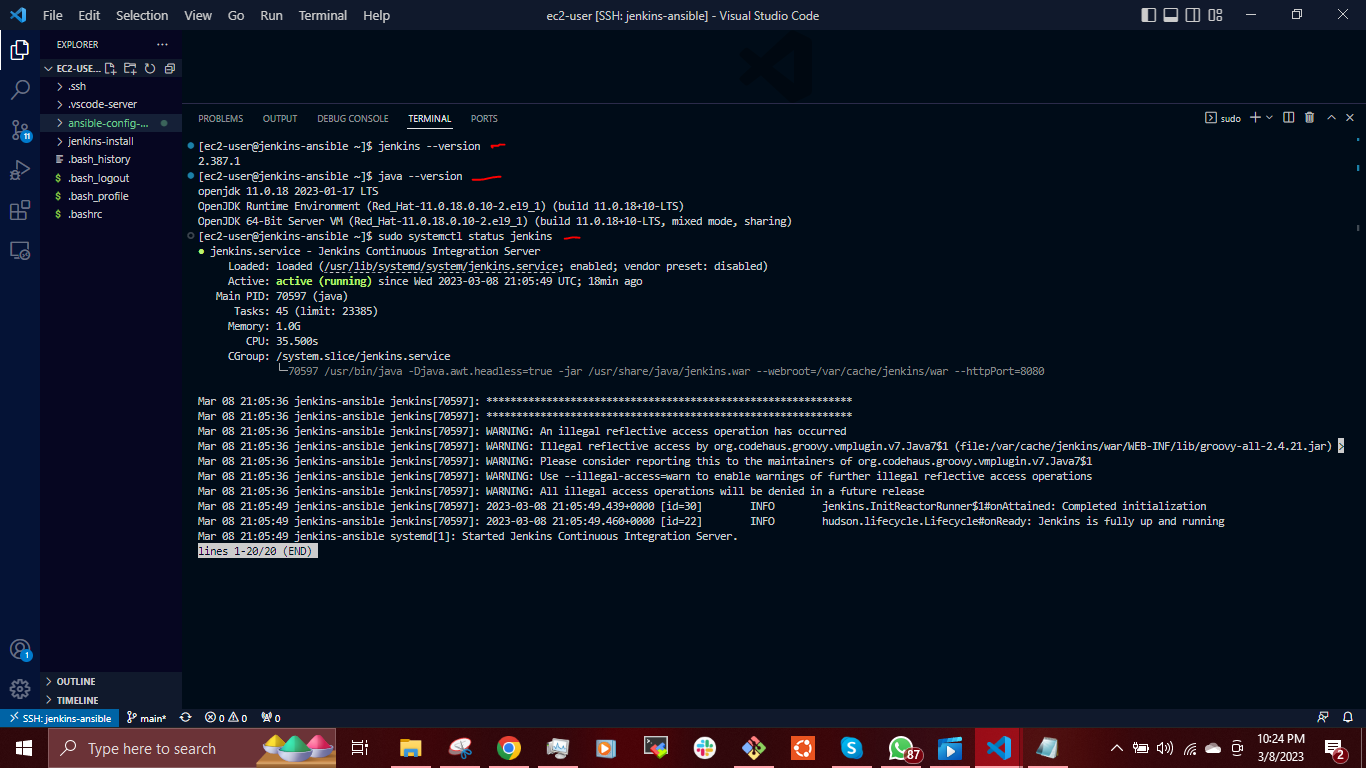 File Edit Selection View Go Run Terminal Help
ec2-user [SSH: jenkins-ansible] - Visual Studio Code
EXPLORER
EC2-USE...
.ssh
.vscode-server
ansible-config-...
jenkins-install
.bash_history
$ .bash_logout
$ .bash_profile
$ .bashrc
11
1
OUTLINE
TIMELINE
PROBLEMS OUTPUT DEBUG CONSOLE TERMINAL PORTS
sudo
[ec2-user@jenkins-ansible ~]$ jenkins --version
2.387.1
[ec2-user@jenkins-ansible ~]$ java --version
openjdk 11.0.18 2023-01-17 LTS
OpenJDK Runtime Environment (Red_Hat-11.0.18.0.10-2.el9_1) (build 11.0.18+10-LTS)
OpenJDK 64-Bit Server VM (Red_Hat-11.0.18.0.10-2.el9_1) (build 11.0.18+10-LTS, mixed mode, sharing)
[ec2-user@jenkins-ansible ~]$ sudo systemctl status jenkins
● jenkins.service - Jenkins Continuous Integration Server
Loaded: loaded (/usr/lib/systemd/system/jenkins.service; enabled; vendor preset: disabled)
Active: active (running) since Wed 2023-03-08 21:05:49 UTC; 18min ago
Main PID: 70597 (java)
Tasks: 45 (limit: 23385)
Memory: 1.0G
CPU: 35.500s
CGroup: /system.slice/jenkins.service
└─70597 /usr/bin/java -Djava.awt.headless=true -jar /usr/share/java/jenkins.war --webroot=/var/cache/jenkins/war --httpPort=8080
Mar 08 21:05:36 jenkins-ansible jenkins[70597]: *************************************************************
Mar 08 21:05:36 jenkins-ansible jenkins[70597]: *************************************************************
Mar 08 21:05:36 jenkins-ansible jenkins[70597]: WARNING: An illegal reflective access operation has occurred
Mar 08 21:05:36 jenkins-ansible jenkins[70597]: WARNING: Illegal reflective access by org.codehaus.groovy.vmplugin.v7.Java7$1 (file:/var/cache/jenkins/war/WEB-INF/lib/groovy-all-2.4.21.jar) >
Mar 08 21:05:36 jenkins-ansible jenkins[70597]: WARNING: Please consider reporting this to the maintainers of org.codehaus.groovy.vmplugin.v7.Java7$1
Mar 08 21:05:36 jenkins-ansible jenkins[70597]: WARNING: Use --illegal-access=warn to enable warnings of further illegal reflective access operations
Mar 08 21:05:36 jenkins-ansible jenkins[70597]: WARNING: All illegal access operations will be denied in a future release
Mar 08 21:05:49 jenkins-ansible jenkins[70597]: 2023-03-08 21:05:49.439+0000 [id=30] INFO jenkins.InitReactorRunner$1#onAttained: Completed initialization
Mar 08 21:05:49 jenkins-ansible jenkins[70597]: 2023-03-08 21:05:49.460+0000 [id=22] INFO hudson.lifecycle.Lifecycle#onReady: Jenkins is fully up and running
Mar 08 21:05:49 jenkins-ansible systemd[1]: Started Jenkins Continuous Integration Server.
lines 1-20/20 (END)
SSH: jenkins-ansible main* 0 0 0
Type here to search
87
10:24 PM
3/8/2023
2